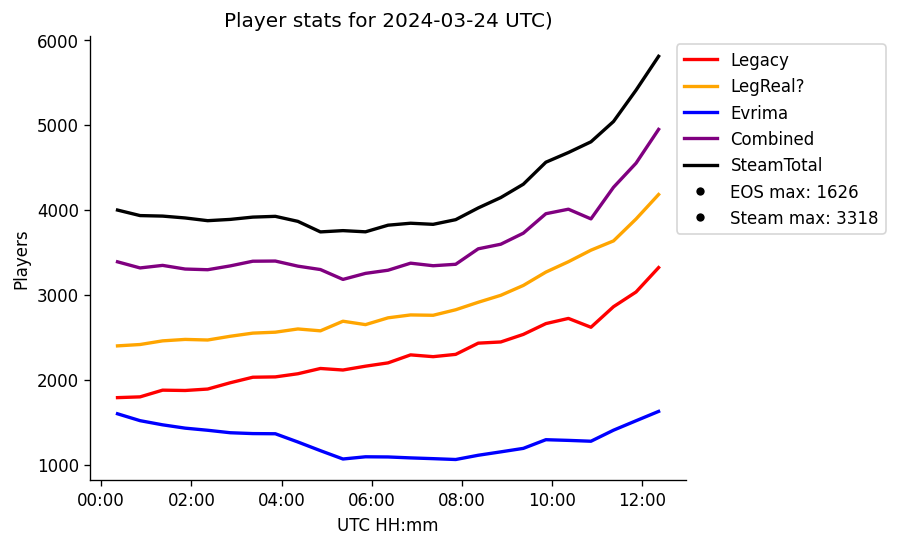 Player stats for 2024-03-24 UTC)
6000
5000
4000
3000
2000
1000
Players
00:00 02:00 04:00 06:00 08:00 10:00 12:00
UTC HH:mm
Legacy
LegReal?
Evrima
Combined
SteamTotal
EOS max: 1626
Steam max: 3318